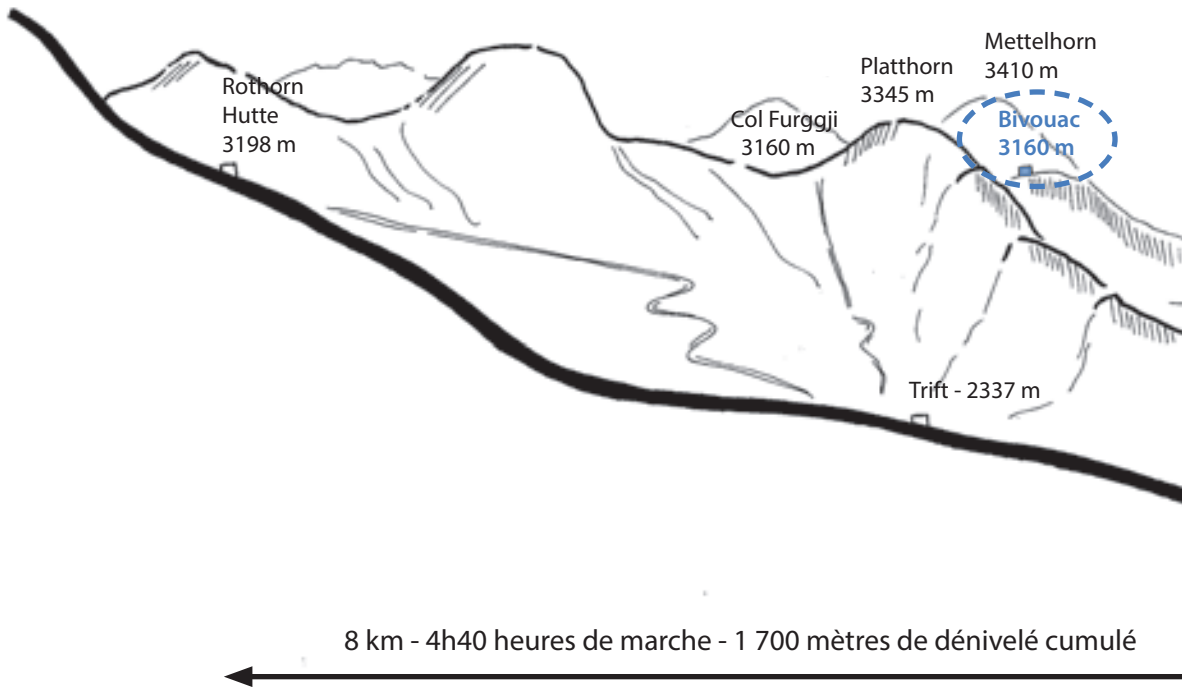 Mettelhorn
3410 m
Platthorn
3345 m
Rothorn
Hutte
3198 m
Col Furggji
3160 m
Bivouac
3160 m
Trift - 2337 m
8 km - 4h40 heures de marche - 1 700 mètres de dénivelé cumulé